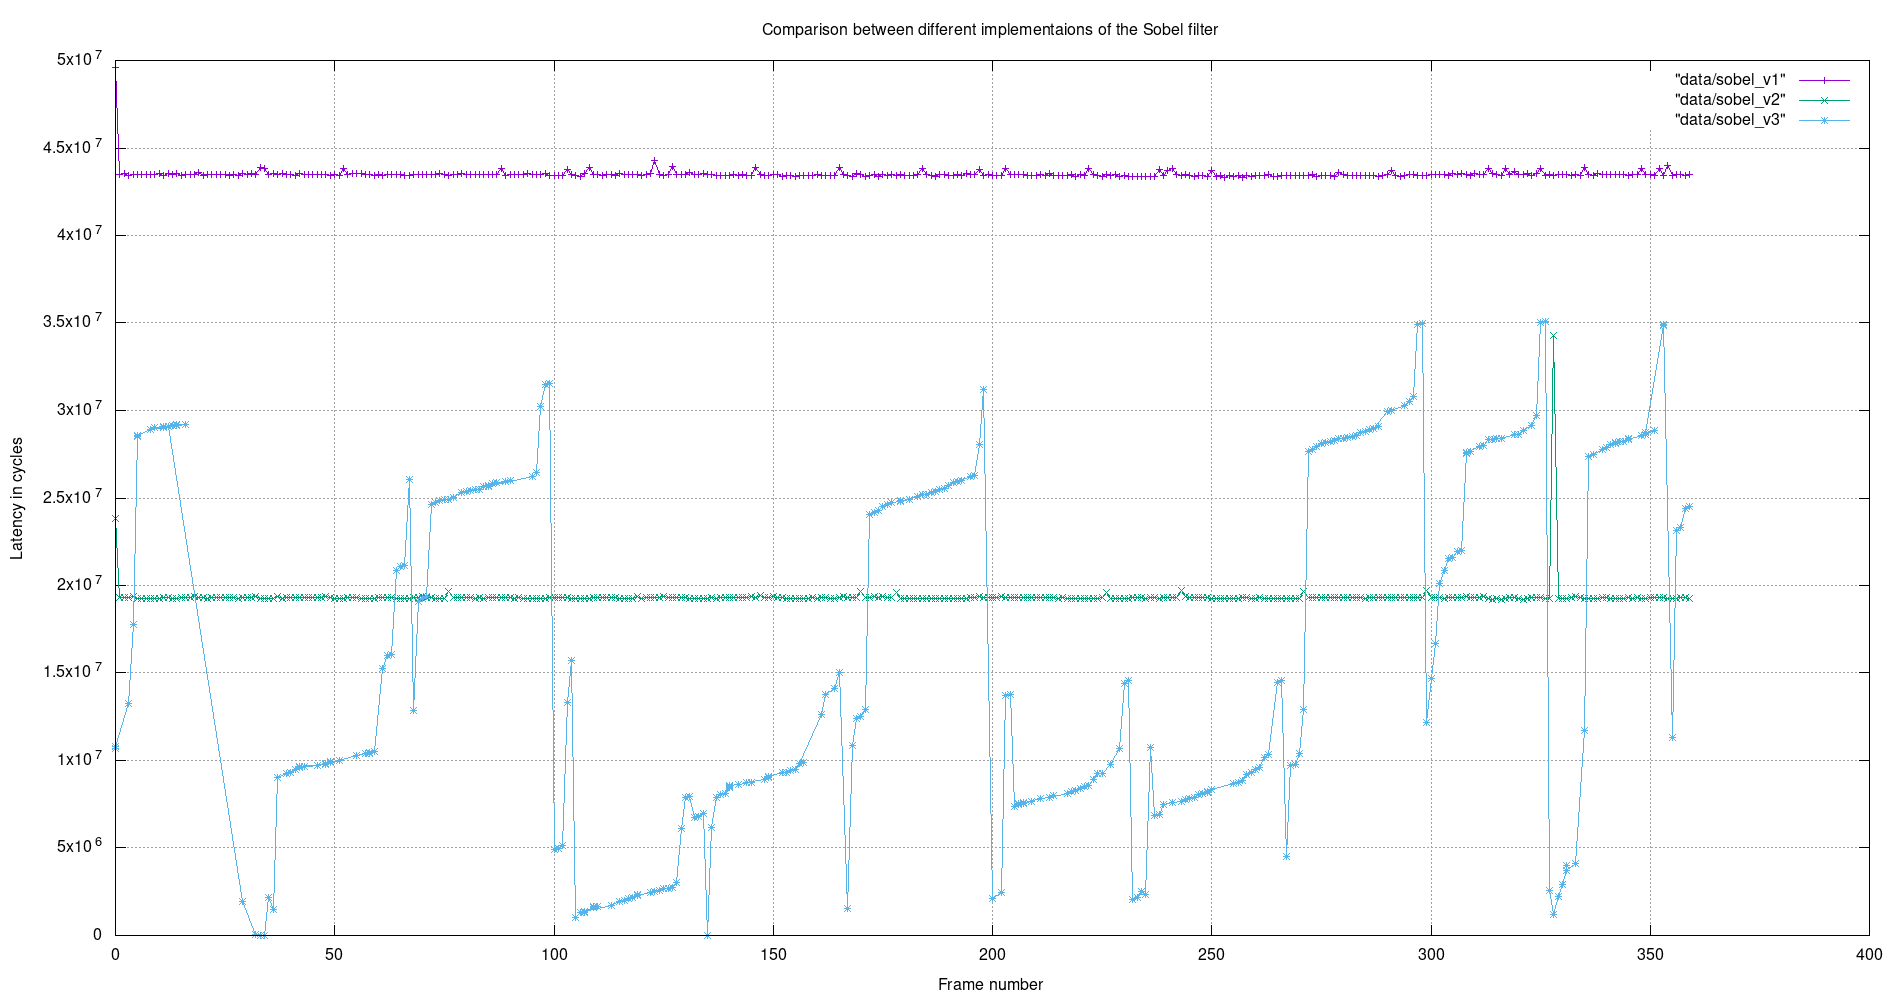 Comparison between different implementaions of the Sobel filter
5x10^7
4.5x10^7
4x10^7
3.5x10^7
3x10^7
2.5x10^7
2x10^7
1.5x10^7
1x10^7
5x10^6
0
Latency in cycles
"data/sobel_v1"
"data/sobel_v2"
"data/sobel_v3"
0 50 100 150 200 250 300 350 400
Frame number